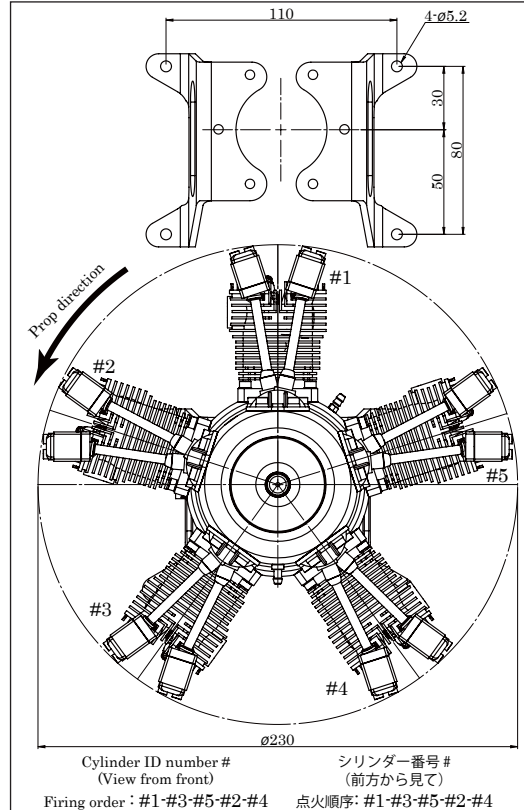 110
4-ø5.2
30
80
50
Prop direction
#1
#2
#5
#3
#4
ø230
Cylinder ID number #
(View from front)
シリンダー番号 #
(前方から見て)
Firing order : #1-#3-#5-#2-#4
点火順序: #1-#3-#5-#2-#4